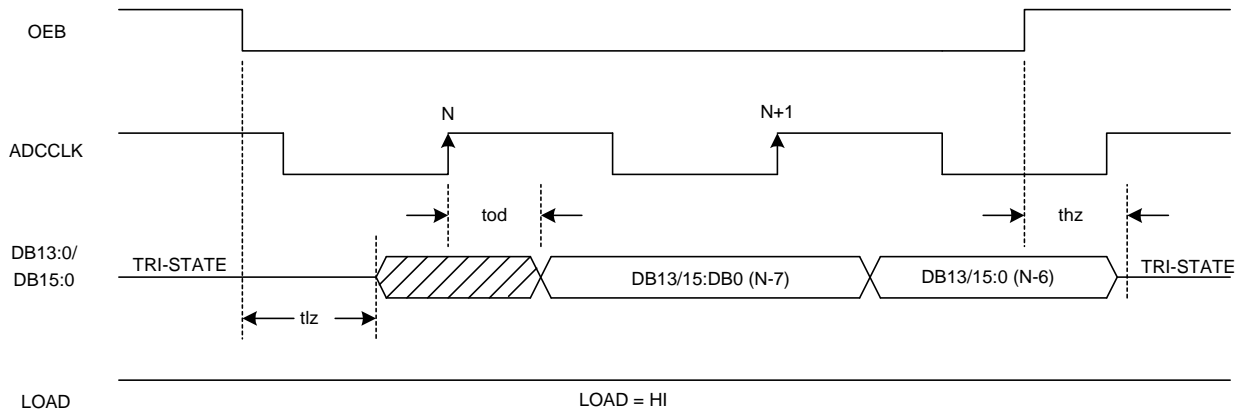 OEB
N
N+1
ADCCLK
tod
thz
DB13:0/
DB15:0
TRI-STATE
DB13/15:DB0 (N-7)
DB13/15:0 (N-6)
TRI-STATE
tlz
LOAD
LOAD = HI